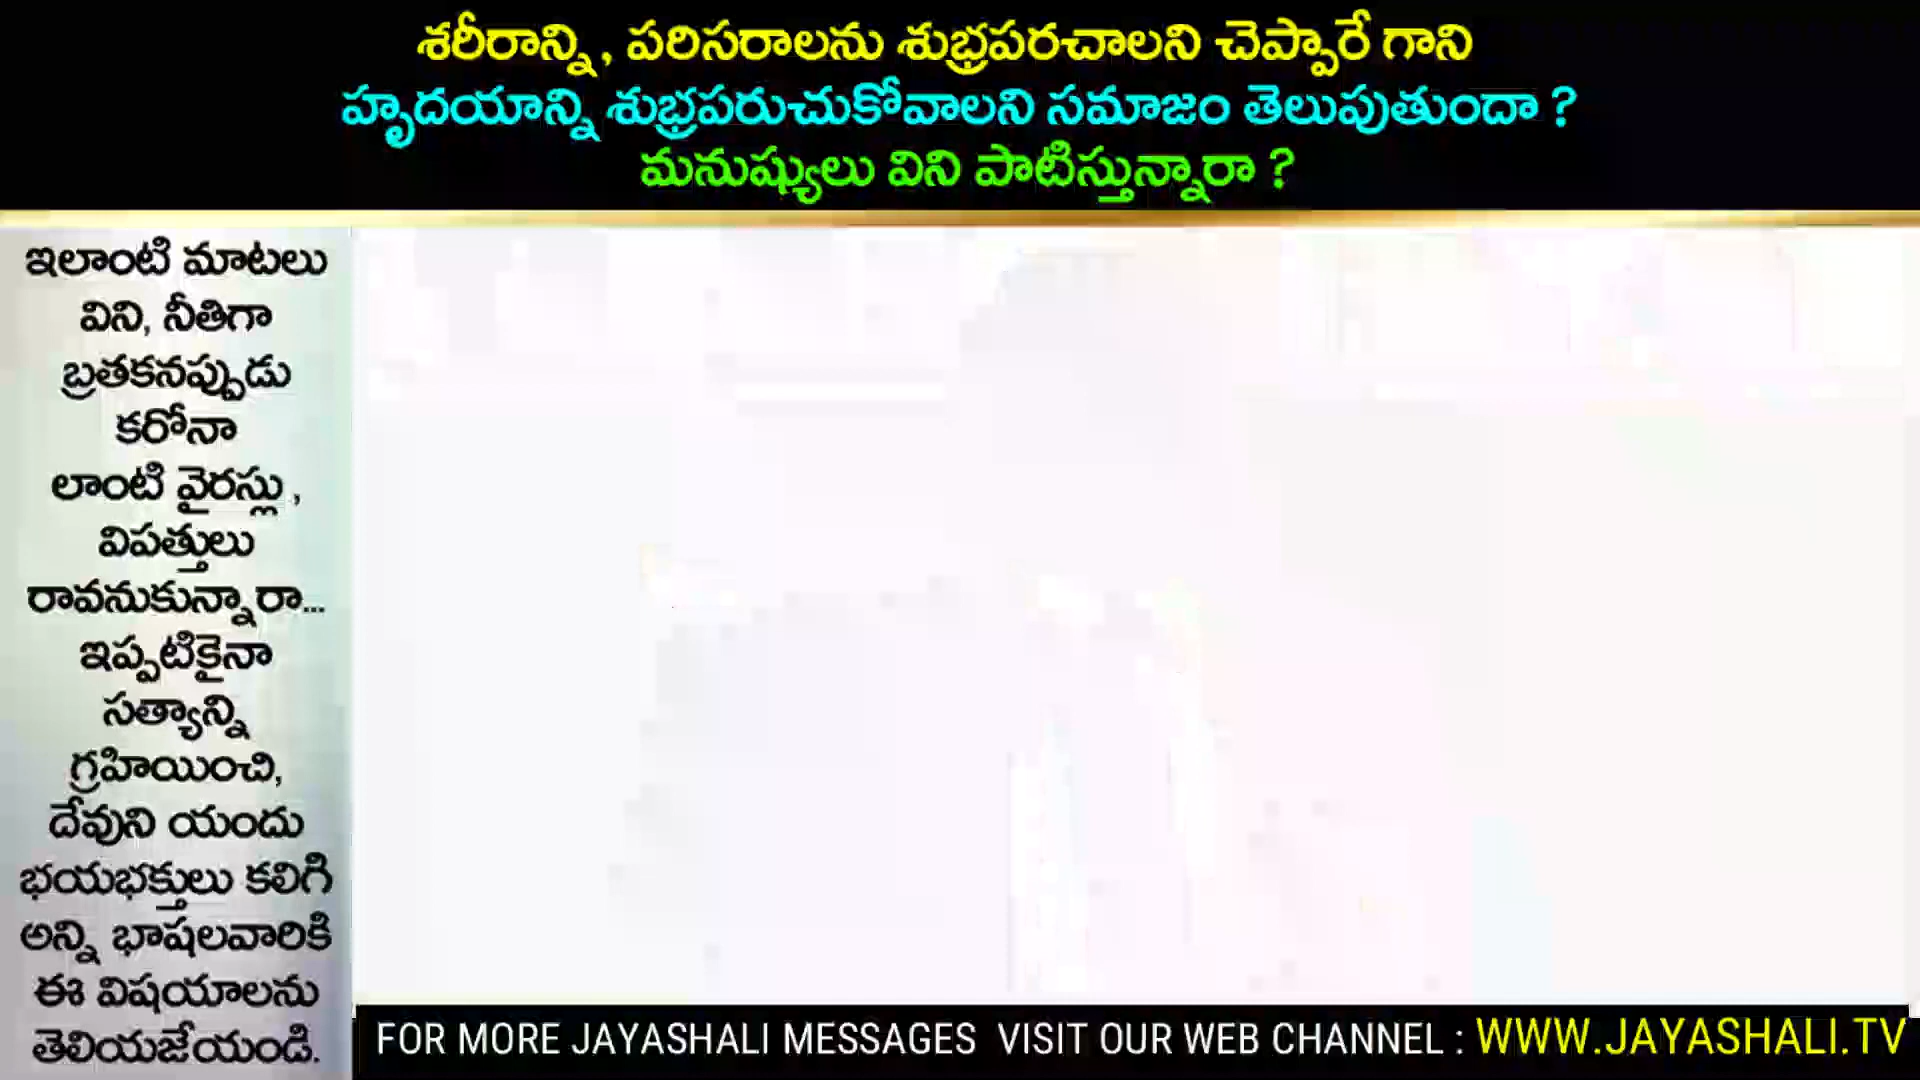 శరీరాన్ని, పరిసరాలను శుభ్రపరచాలని చెప్పారే గాని
హృదయాన్ని శుభ్రపరుచుకోవాలని సమాజం తెలుపుతుందా ?
మనుష్యులు విని పాటిస్తున్నారా ?
ఇలాంటి మాటలు
విని, నీతిగా
బ్రతకనప్పుడు
కరోనా
లాంటి వైరస్లు,
విపత్తులు
రావనుకున్నారా...
ఇప్పటికైనా
సత్యాన్ని
గ్రహియించి,
దేవుని యందు
భయభక్తులు కలిగి
అన్ని భాషలవారికి
ఈ విషయాలను
తెలియజేయండి.
FOR MORE JAYASHALI MESSAGES VISIT OUR WEB CHANNEL : WWW.JAYASHALI.TV